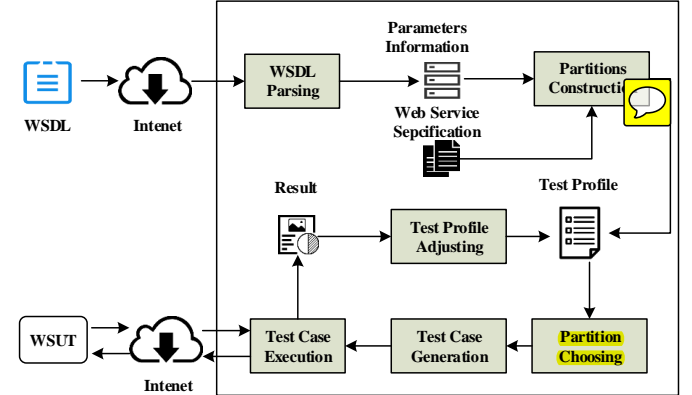 Parameters
Information
WSDL
Parsing
Partitions
Constructi
WSDL
Intenet
Web Service
Sepcification
Result
Test Profile
Test Profile
Adjusting
WSUT
Test Case
Execution
Test Case
Generation
Partition
Choosing
Intenet